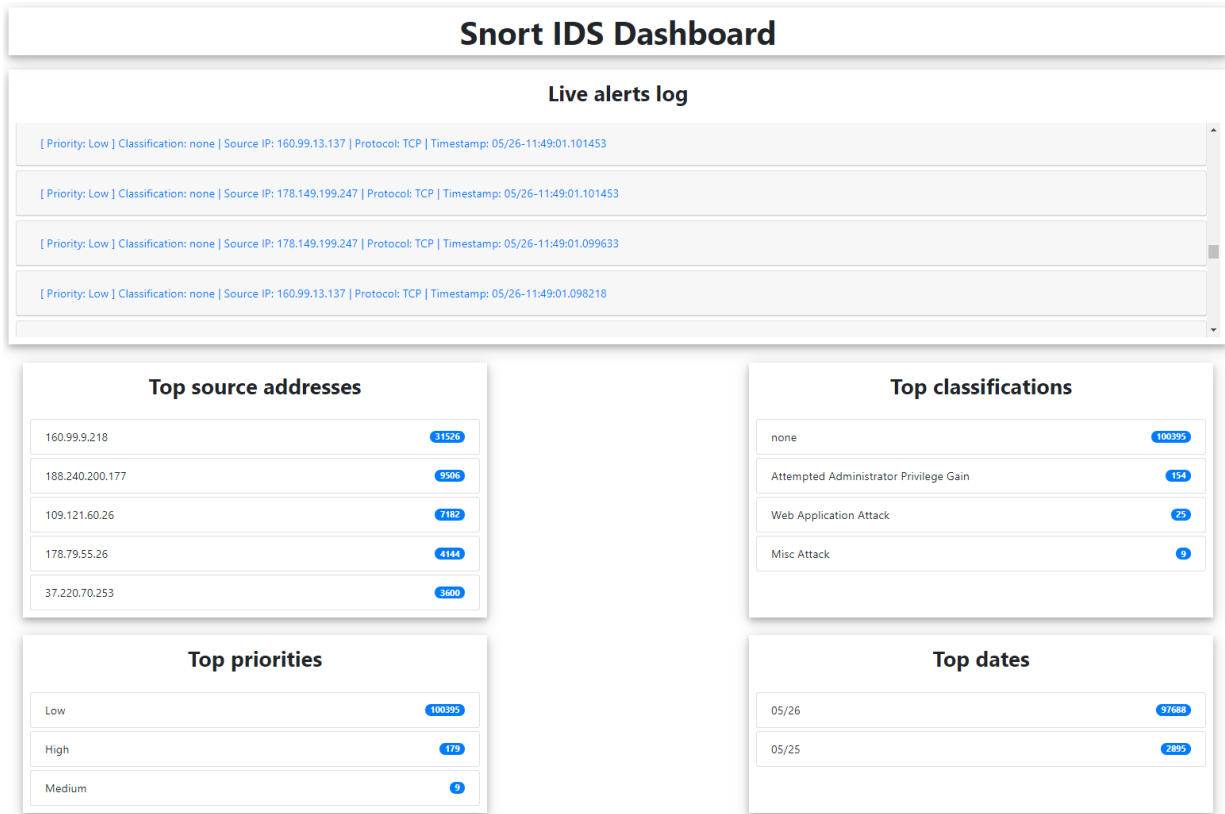 Snort IDS Dashboard
Live alerts log
[ Priority: Low ] Classification: none | Source IP: 160.99.13.137 | Protocol: TCP | Timestamp: 05/26-11:49:01.101453
[ Priority: Low ] Classification: none | Source IP: 178.149.199.247 | Protocol: TCP | Timestamp: 05/26-11:49:01.101453
[ Priority: Low ] Classification: none | Source IP: 178.149.199.247 | Protocol: TCP | Timestamp: 05/26-11:49:01.099633
[ Priority: Low ] Classification: none | Source IP: 160.99.13.137 | Protocol: TCP | Timestamp: 05/26-11:49:01.098218
Top source addresses
160.99.9.218 31526
188.240.200.177 9506
109.121.60.26 7182
178.79.55.26 4144
37.220.70.253 3600
Top classifications
none 100395
Attempted Administrator Privilege Gain 154
Web Application Attack 25
Misc Attack 9
Top priorities
Low 100395
High 179
Medium 9
Top dates
05/26 97688
05/25 2895